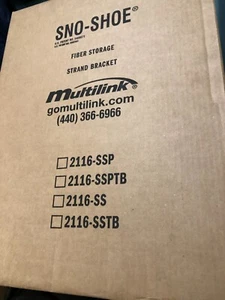 SNO-SHOE®
FIBER STORAGE
STRAND BRACKET
Multilink®
gomultilink.com
(440) 366-6966
2116-SSP
2116-SSPTB
2116-SS
2116-SSTB